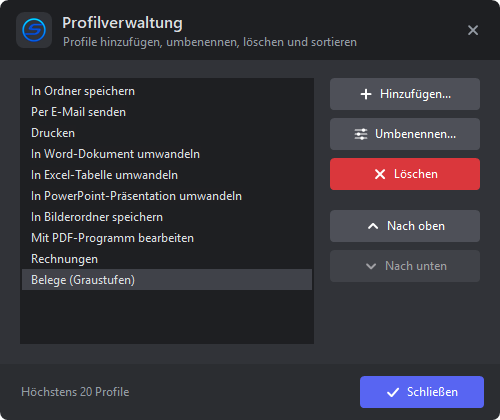 Profilverwaltung
Profile hinzufügen, umbenennen, löschen und sortieren
In Ordner speichern
Per E-Mail senden
Drucken
In Word-Dokument umwandeln
In Excel-Tabelle umwandeln
In PowerPoint-Präsentation umwandeln
In Bilderordner speichern
Mit PDF-Programm bearbeiten
Rechnungen
Belege (Graustufen)
Hinzufügen...
Umbenennen...
Löschen
Nach oben
Nach unten
Höchstens 20 Profile
Schließen